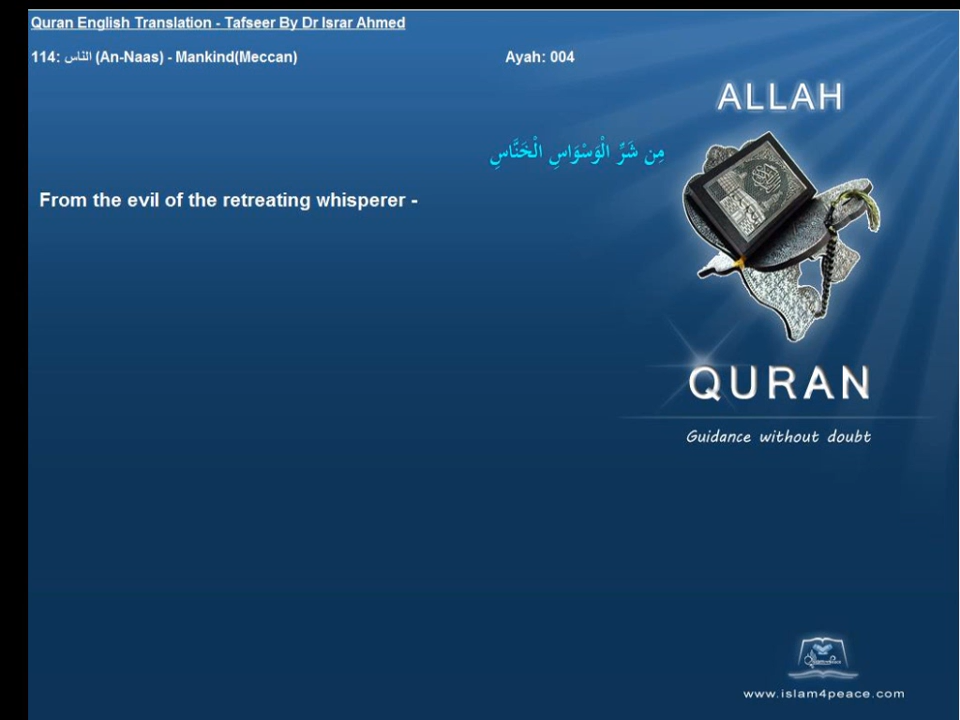 Quran English Translation - Tafseer By Dr Israr Ahmed
114: الناس (An-Naas) - Mankind(Meccan)
Ayah: 004
ALLAH
مِن شَرِّ الْوَسْوَاسِ الْخَنَّاسِ
From the evil of the retreating whisperer -
QURAN
Guidance without doubt
www.islam4peace.com